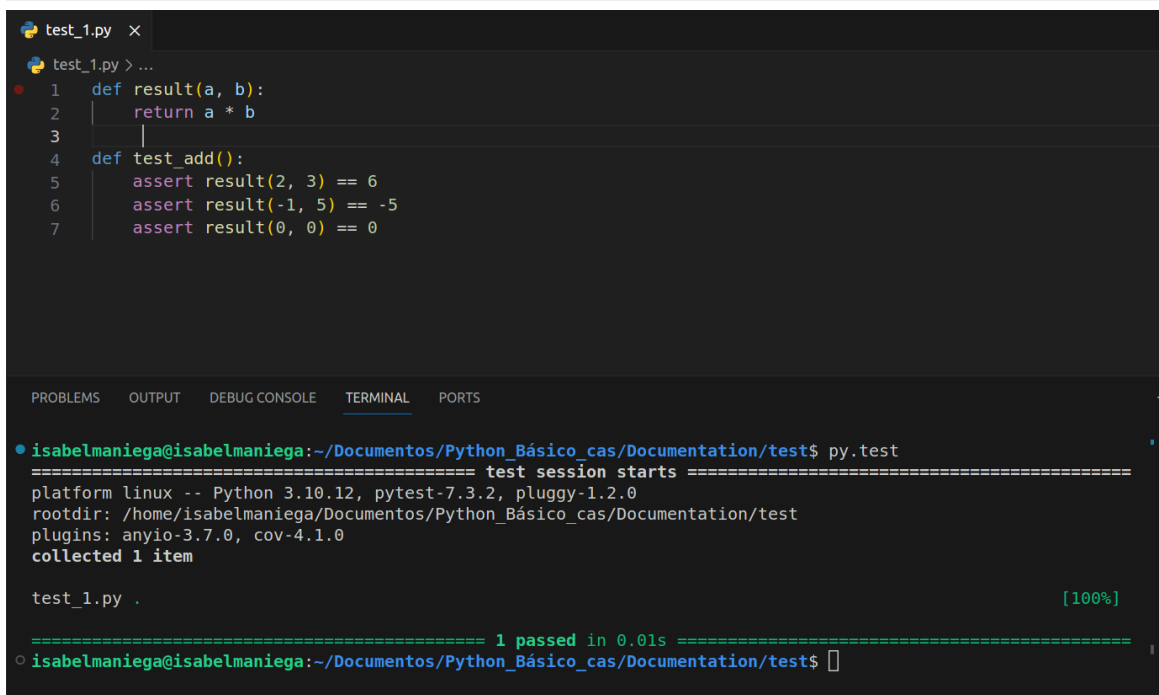 test_1.py ×
test_1.py > ...
1 def result(a, b):
2 return a * b
3
4 def test_add():
5 assert result(2, 3) == 6
6 assert result(-1, 5) == -5
7 assert result(0, 0) == 0
PROBLEMS OUTPUT DEBUG CONSOLE TERMINAL PORTS
isabelmaniega@isabelmaniega:~/Documentos/Python_Básico_cas/Documentation/test$ py.test
============================================ test session starts ============================================
platform linux -- Python 3.10.12, pytest-7.3.2, pluggy-1.2.0
rootdir: /home/isabelmaniega/Documentos/Python_Básico_cas/Documentation/test
plugins: anyio-3.7.0, cov-4.1.0
collected 1 item
test_1.py . [100%]
============================================= 1 passed in 0.01s =============================================
isabelmaniega@isabelmaniega:~/Documentos/Python_Básico_cas/Documentation/test$